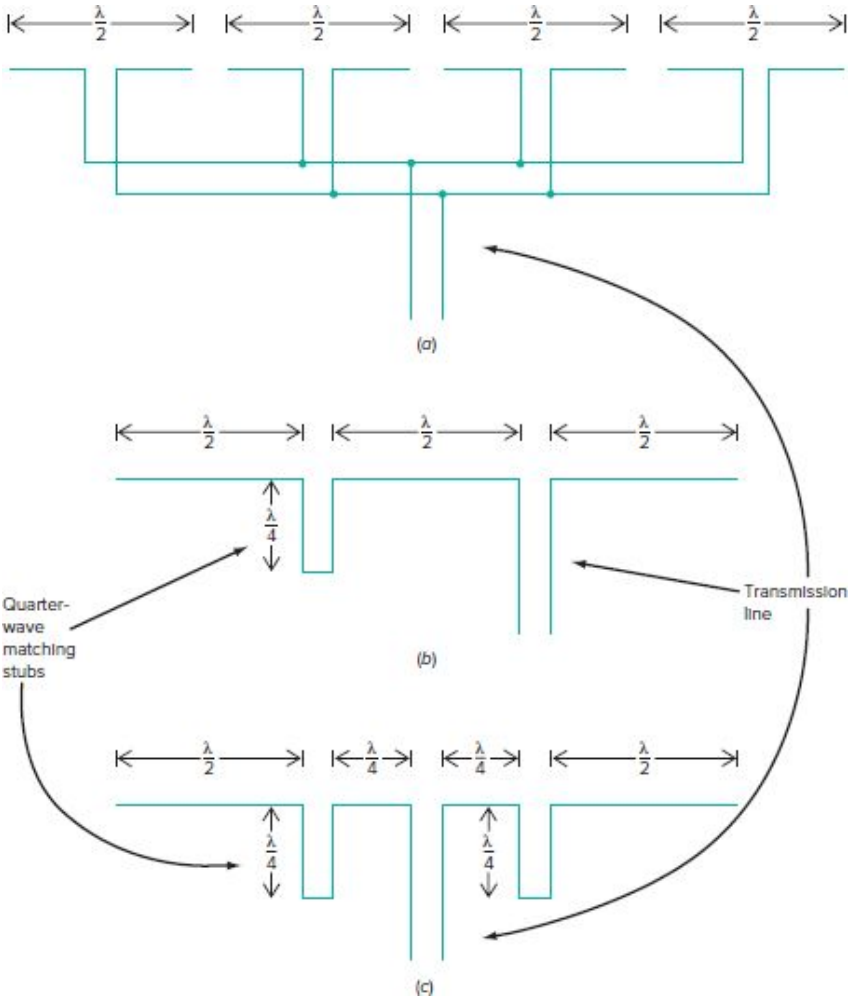 λ/2 λ/2 λ/2 λ/2
(a)
λ/2 λ/2 λ/2
λ/4
Quarter-
wave
matching
stubs
Transmission
line
(b)
λ/2 λ/4 λ/4 λ/2
λ/4 λ/4
(c)